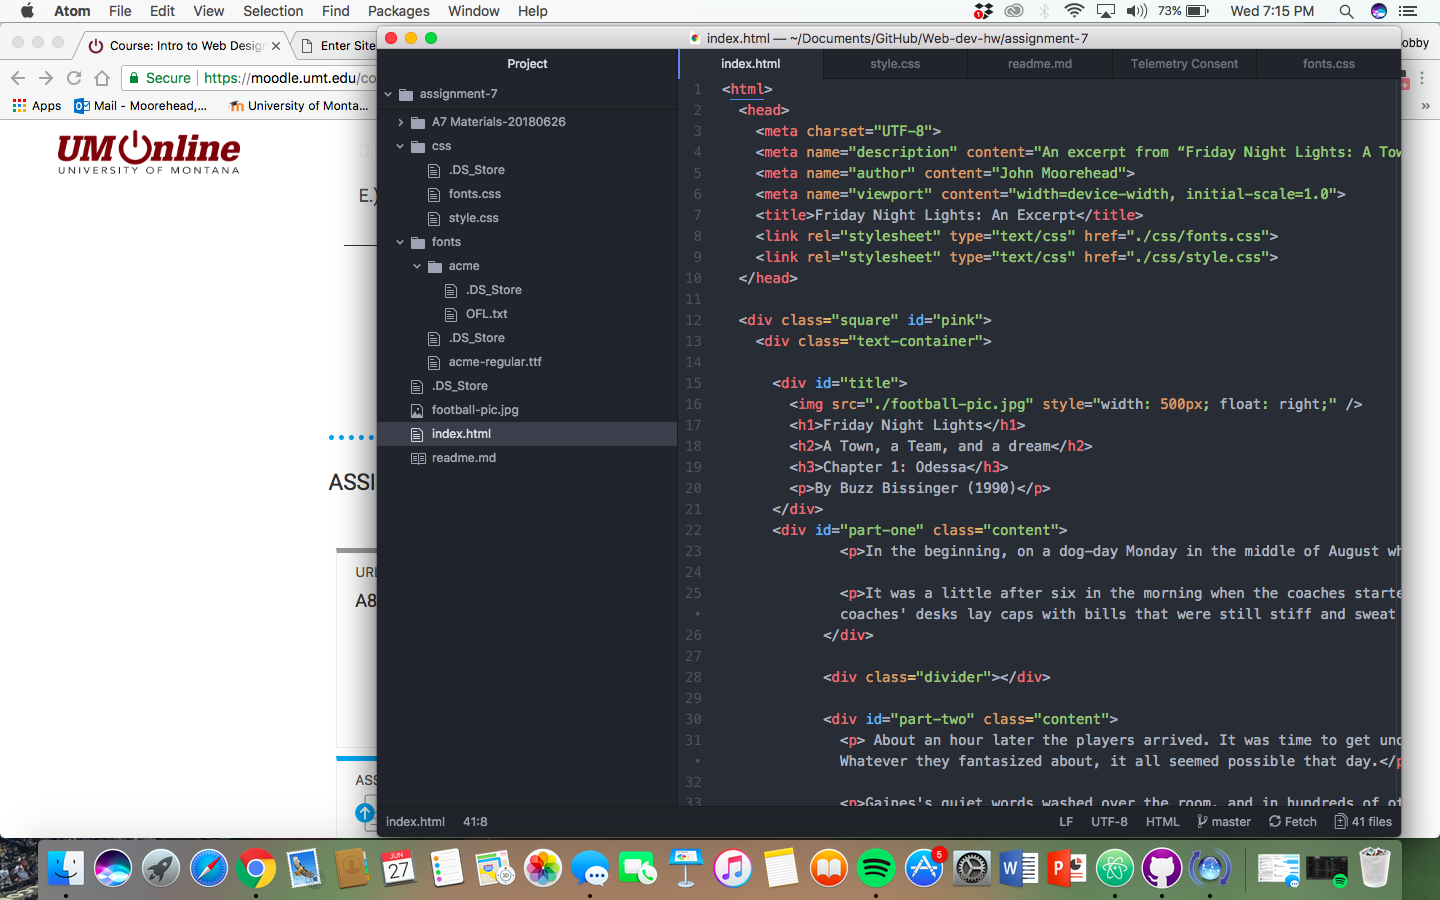 Atom File Edit View Selection Find Packages Window Help
1 73% Wed 7:15 PM
Course: Intro to Web Desig Enter Site obby
Secure https://moodle.umt.edu/co
Apps Mail - Moorehead,... University of Monta... »
UM Online
UNIVERSITY OF MONTANA
E.)
ASSI
URL
A8
ASS
index.html — ~/Documents/GitHub/Web-dev-hw/assignment-7
Project
assignment-7
A7 Materials-20180626
css
.DS_Store
fonts.css
style.css
fonts
acme
.DS_Store
OFL.txt
.DS_Store
acme-regular.ttf
.DS_Store
football-pic.jpg
index.html
readme.md
index.html style.css readme.md Telemetry Consent fonts.css
1 <html>
2 <head>
3 <meta charset="UTF-8">
4 <meta name="description" content="An excerpt from “Friday Night Lights: A Tow
5 <meta name="author" content="John Moorehead">
6 <meta name="viewport" content="width=device-width, initial-scale=1.0">
7 <title>Friday Night Lights: An Excerpt</title>
8 <link rel="stylesheet" type="text/css" href="./css/fonts.css">
9 <link rel="stylesheet" type="text/css" href="./css/style.css">
10 </head>
11
12 <div class="square" id="pink">
13 <div class="text-container">
14
15 <div id="title">
16 <img src="./football-pic.jpg" style="width: 500px; float: right;" />
17 <h1>Friday Night Lights</h1>
18 <h2>A Town, a Team, and a dream</h2>
19 <h3>Chapter 1: Odessa</h3>
20 <p>By Buzz Bissinger (1990)</p>
21 </div>
22 <div id="part-one" class="content">
23 <p>In the beginning, on a dog-day Monday in the middle of August wh
24
25 <p>It was a little after six in the morning when the coaches starte
• coaches' desks lay caps with bills that were still stiff and sweat
26 </div>
27
28 <div class="divider"></div>
29
30 <div id="part-two" class="content">
31 <p> About an hour later the players arrived. It was time to get und
• Whatever they fantasized about, it all seemed possible that day.</p
32
33 <p>Gaines's quiet words washed over the room, and in hundreds of ot
index.html 41:8 LF UTF-8 HTML master Fetch 41 files
JUN
27
3D
5
W
P